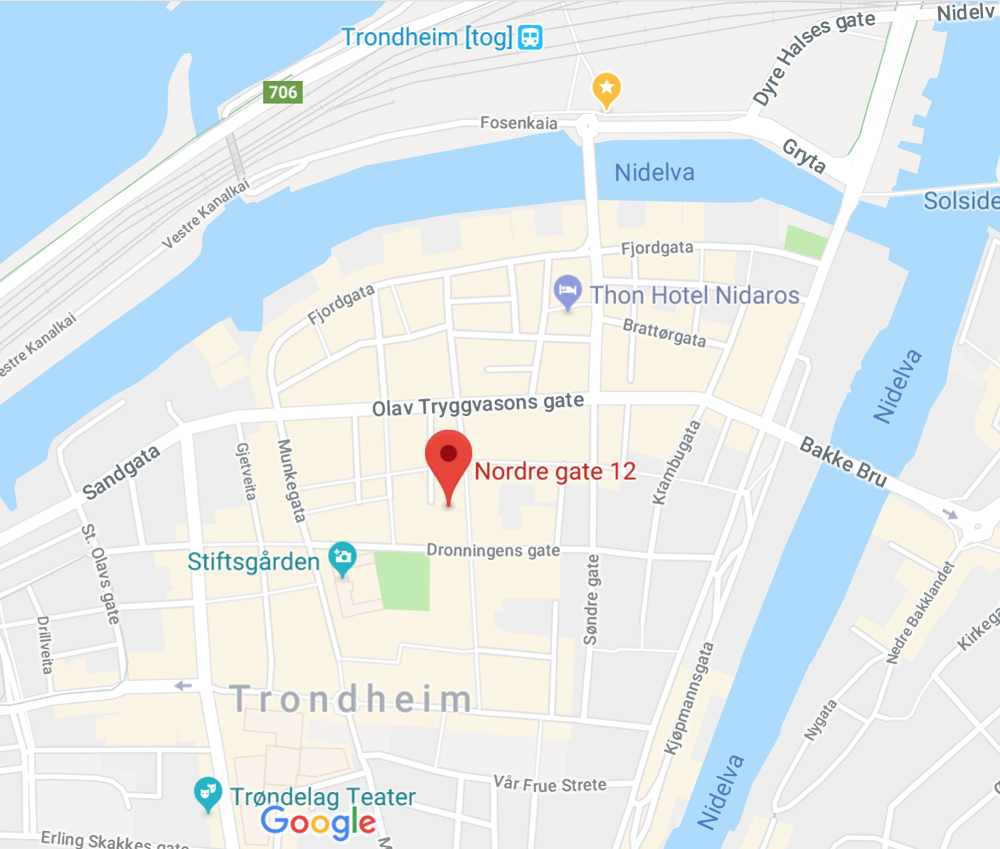 Nidelv
Dyre Halses gate
Trondheim [tog]
706
Fosenkaia
Gryta
Nidelva
Solside
Vestre Kanalkai
Fjordgata
Fjordgata
Thon Hotel Nidaros
Brattørgata
estre Kanalkai
Nidelva
Olav Tryggvasons gate
Sandgata
Gjetveita
Munkegata
Nordre gate 12
Krambugata
Bakke Bru
St. Olavs gate
Stiftsgården
Dronningens gate
Søndre gate
Drillveita
Nedre Bakklandet
Kirkega
Trondheim
Kjøpmannsgata
Nygata
Vår Frue Strete
Nidelva
Trøndelag Teater
Google
Erling Skakkes gate
M